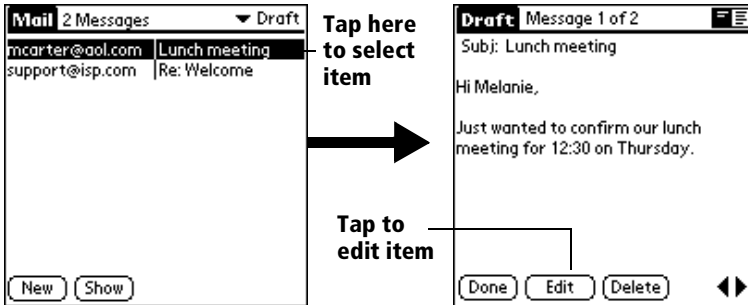 Mail 2 Messages Draft
mcarter@aol.com Lunch meeting
support@isp.com Re: Welcome
New Show
Tap here
to select
item
Tap to
edit item
Draft Message 1 of 2
Subj: Lunch meeting
Hi Melanie,
Just wanted to confirm our lunch
meeting for 12:30 on Thursday.
Done Edit Delete